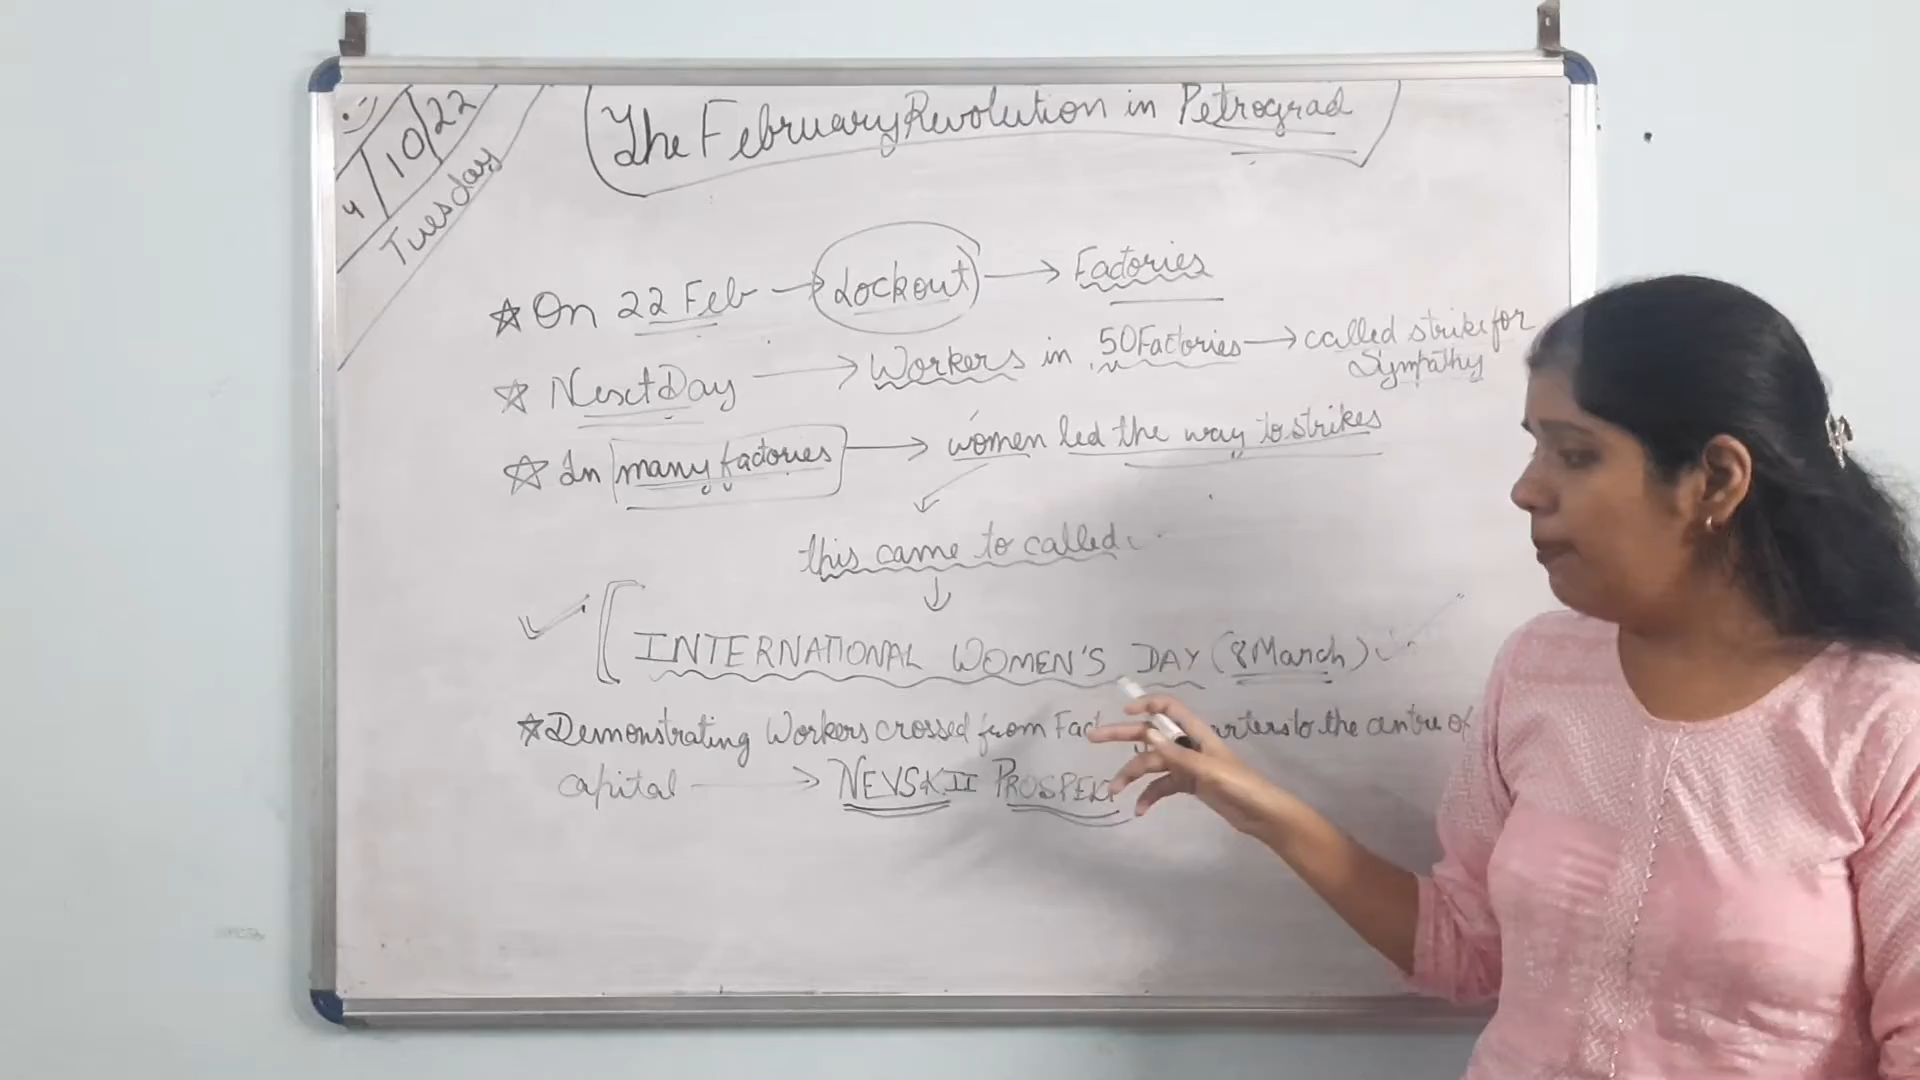 4/10/22
Tuesday
The February Revolution in Petrograd
On 22 Feb → Lockout → Factories
Next Day → Workers in 50 Factories → called strike for
Sympathy
In many factories → women led the way to strikes
this came to called
↓
INTERNATIONAL WOMEN'S DAY (8 March)
Demonstrating Workers crossed from to the centre of
capital → NEVSKII PROSPEKT